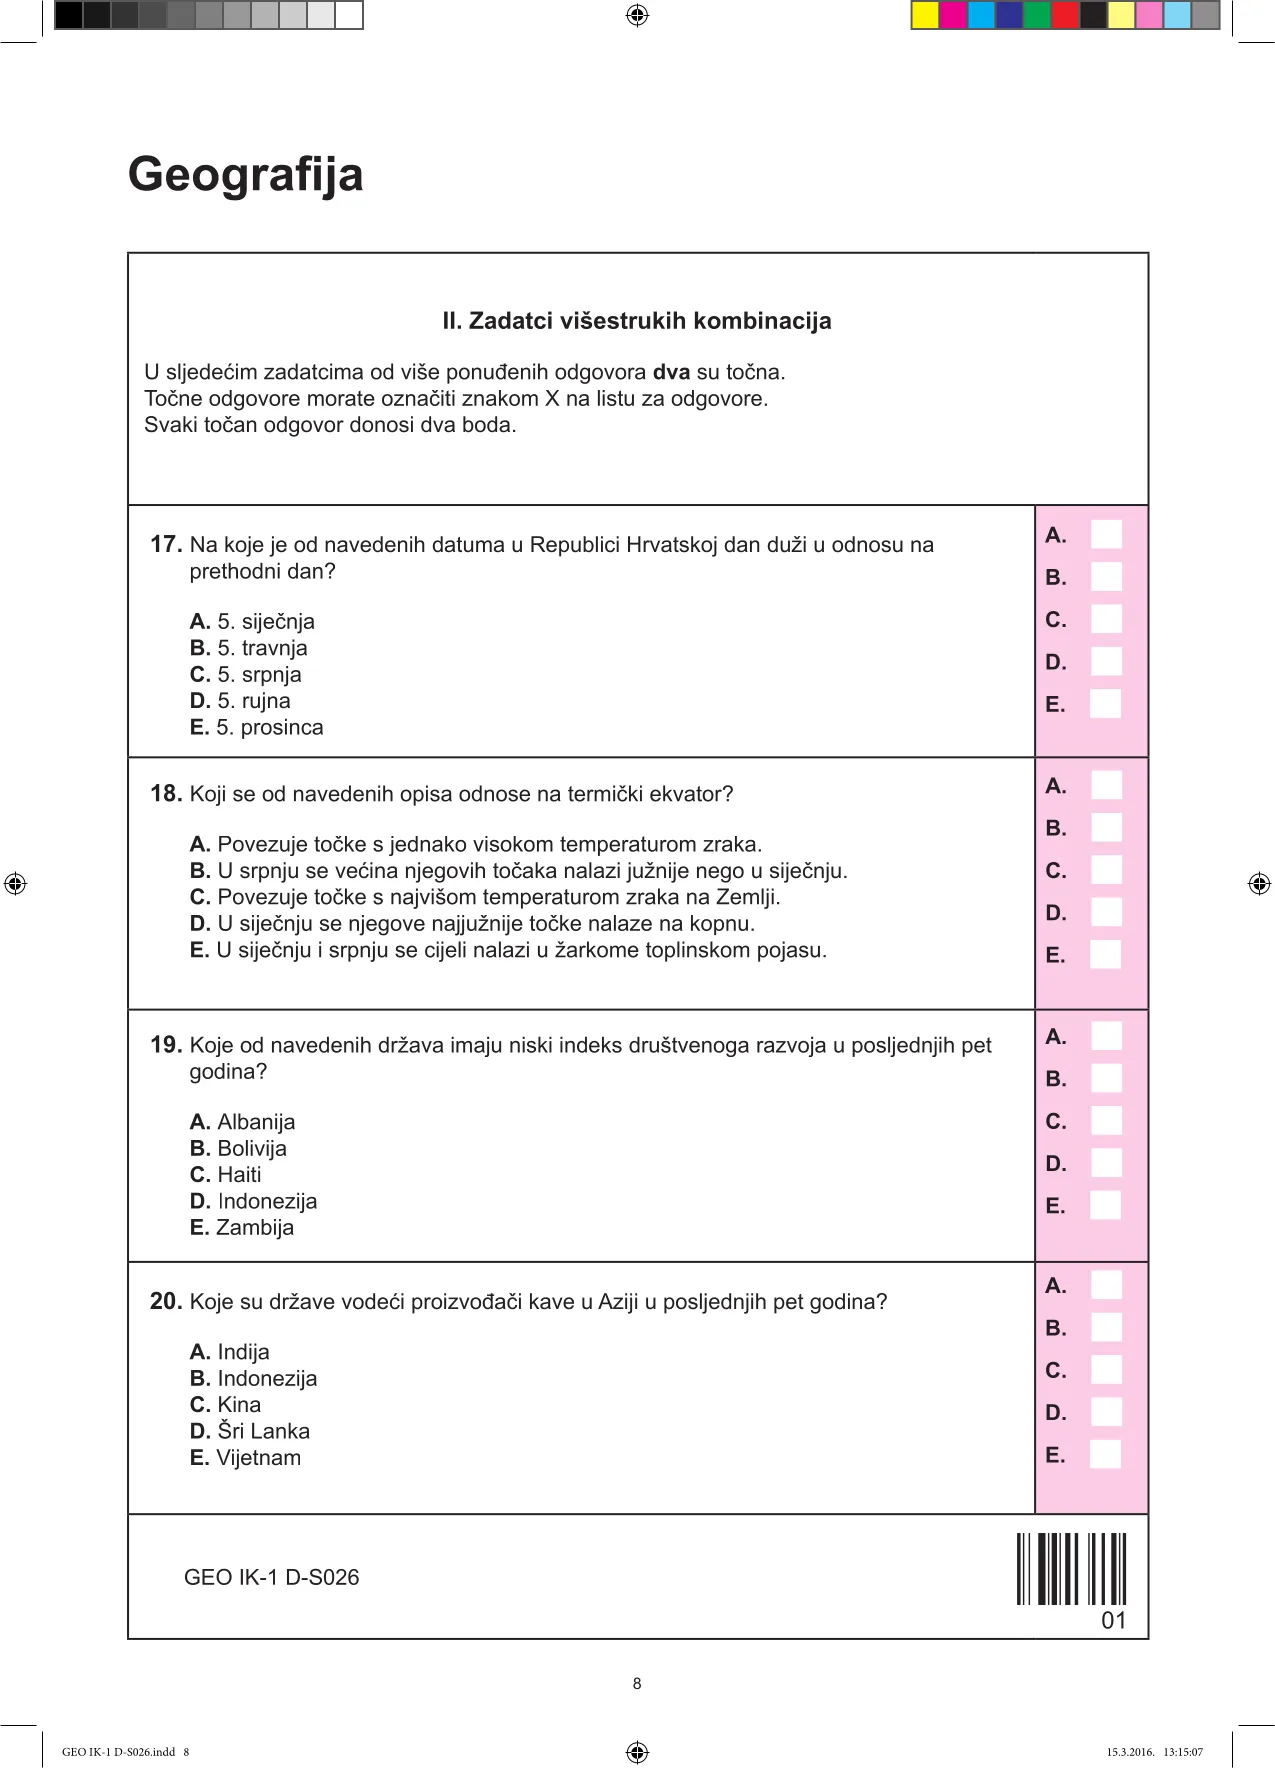 Geografija
II. Zadatci višestrukih kombinacija
U sljedećim zadatcima od više ponuđenih odgovora dva su točna.
Točne odgovore morate označiti znakom X na listu za odgovore.
Svaki točan odgovor donosi dva boda.
17. Na koje je od navedenih datuma u Republici Hrvatskoj dan duži u odnosu na
prethodni dan?
A. 5. siječnja
B. 5. travnja
C. 5. srpnja
D. 5. rujna
E. 5. prosinca
A.
B.
C.
D.
E.
18. Koji se od navedenih opisa odnose na termički ekvator?
A. Povezuje točke s jednako visokom temperaturom zraka.
B. U srpnju se većina njegovih točaka nalazi južnije nego u siječnju.
C. Povezuje točke s najvišom temperaturom zraka na Zemlji.
D. U siječnju se njegove najjužnije točke nalaze na kopnu.
E. U siječnju i srpnju se cijeli nalazi u žarkome toplinskom pojasu.
A.
B.
C.
D.
E.
19. Koje od navedenih država imaju niski indeks društvenoga razvoja u posljednjih pet
godina?
A. Albanija
B. Bolivija
C. Haiti
D. Indonezija
E. Zambija
A.
B.
C.
D.
E.
20. Koje su države vodeći proizvođači kave u Aziji u posljednjih pet godina?
A. Indija
B. Indonezija
C. Kina
D. Šri Lanka
E. Vijetnam
A.
B.
C.
D.
E.
GEO IK-1 D-S026
01
8
GEO IK-1 D-S026.indd 8
15.3.2016. 13:15:07